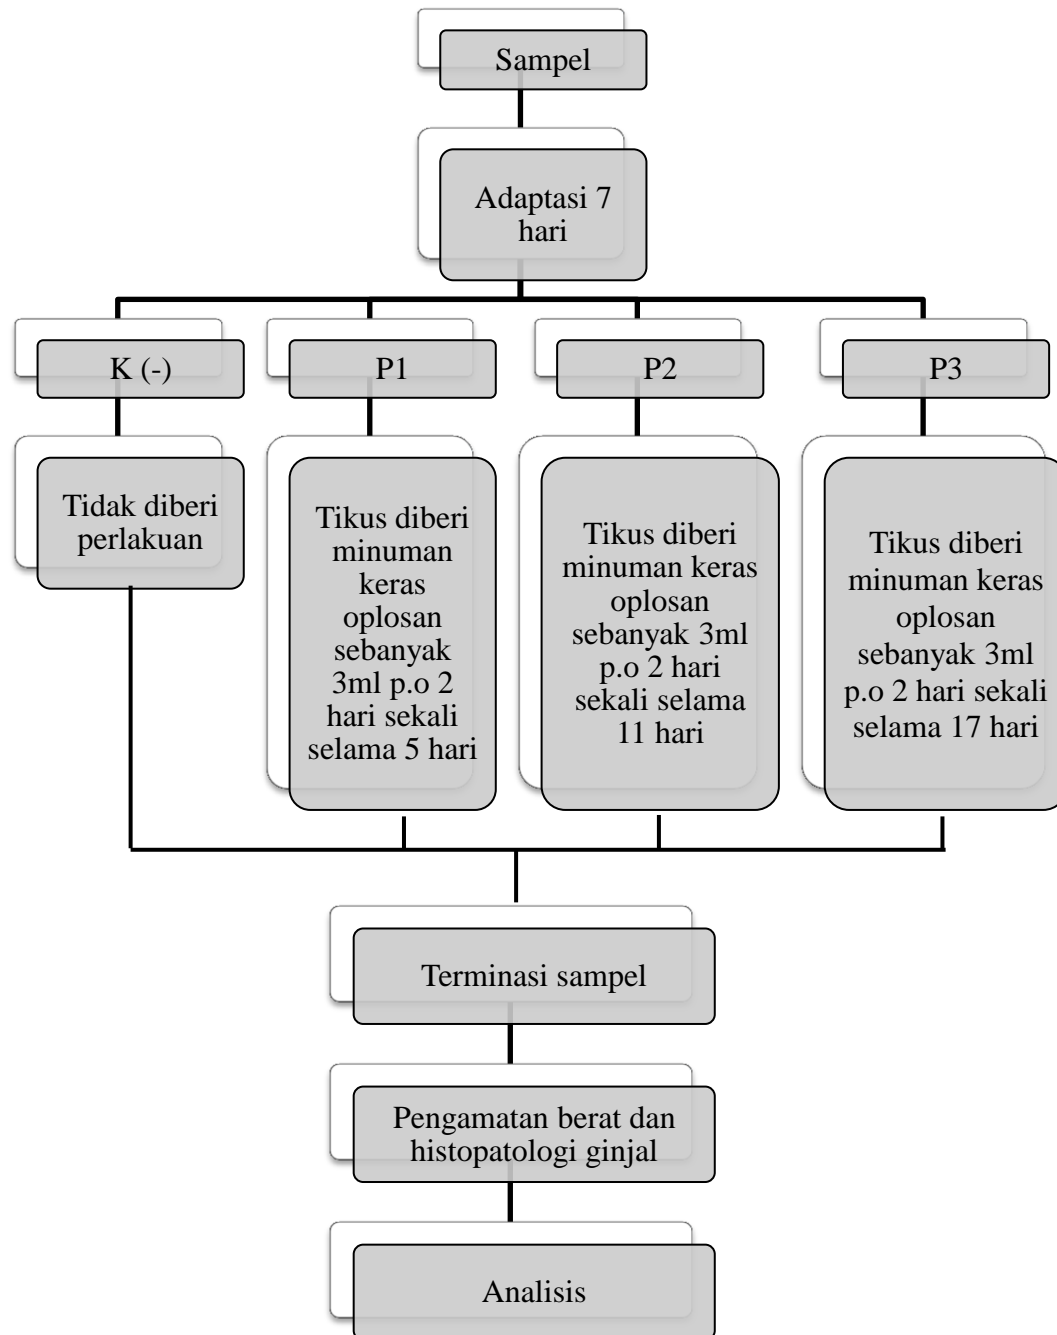 Sampel
Adaptasi 7
hari
K (-)
P1
P2
P3
Tidak diberi
perlakuan
Tikus diberi
minuman
keras
oplosan
sebanyak
3ml p.o 2
hari sekali
selama 5 hari
Tikus diberi
minuman keras
oplosan
sebanyak 3ml
p.o 2 hari
sekali selama
11 hari
Tikus diberi
minuman keras
oplosan
sebanyak 3ml
p.o 2 hari sekali
selama 17 hari
Terminasi sampel
Pengamatan berat dan
histopatologi ginjal
Analisis